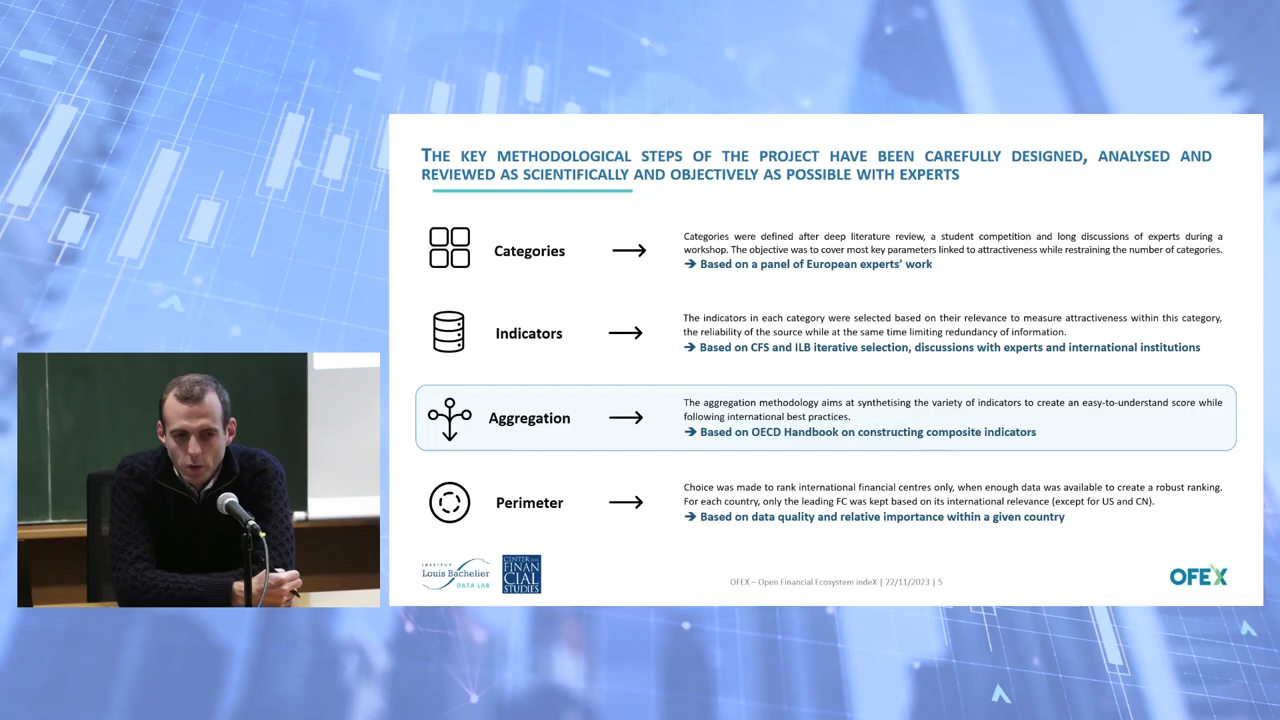 THE KEY METHODOLOGICAL STEPS OF THE PROJECT HAVE BEEN CAREFULLY DESIGNED, ANALYSED AND
REVIEWED AS SCIENTIFICALLY AND OBJECTIVELY AS POSSIBLE WITH EXPERTS
Categories
Categories were defined after deep literature review, a student competition and long discussions of experts during a
workshop. The objective was to cover most key parameters linked to attractiveness while restraining the number of categories.
➔ Based on a panel of European experts' work
Indicators
The indicators in each category were selected based on their relevance to measure attractiveness within this category,
the reliability of the source while at the same time limiting redundancy of information.
➔ Based on CFS and ILB iterative selection, discussions with experts and international institutions
Aggregation
The aggregation methodology aims at synthetising the variety of indicators to create an easy-to-understand score while
following international best practices.
➔ Based on OECD Handbook on constructing composite indicators
Perimeter
Choice was made to rank international financial centres only, when enough data was available to create a robust ranking.
For each country, only the leading FC was kept based on its international relevance (except for US and CN).
➔ Based on data quality and relative importance within a given country
INSTITUT
Louis Bachelier
DATA LAB
CENTER FOR
FINAN
CIAL
STUDIES
OFEX – Open Financial Ecosystem indeX | 22/11/2023 | 5
OFEX